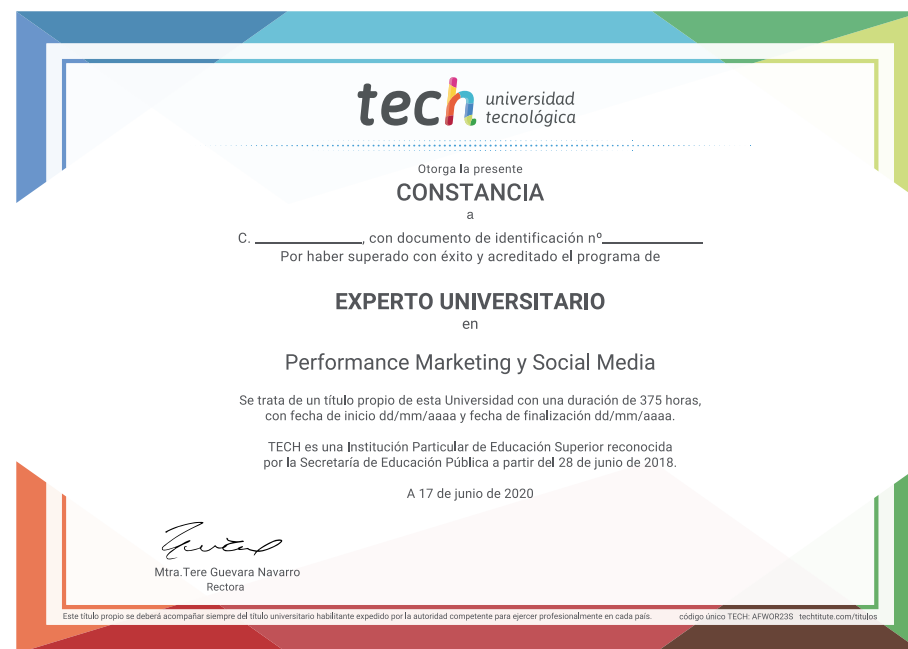 tech universidad
tecnológica
Otorga la presente
CONSTANCIA
a
C. ____________, con documento de identificación nº____________
Por haber superado con éxito y acreditado el programa de
EXPERTO UNIVERSITARIO
en
Performance Marketing y Social Media
Se trata de un título propio de esta Universidad con una duración de 375 horas,
con fecha de inicio dd/mm/aaaa y fecha de finalización dd/mm/aaaa.
TECH es una Institución Particular de Educación Superior reconocida
por la Secretaría de Educación Pública a partir del 28 de junio de 2018.
A 17 de junio de 2020
Mtra.Tere Guevara Navarro
Rectora
Este título propio se deberá acompañar siempre del título universitario habilitante expedido por la autoridad competente para ejercer profesionalmente en cada país. código único TECH: AFWOR23S techtitute.com/titulos